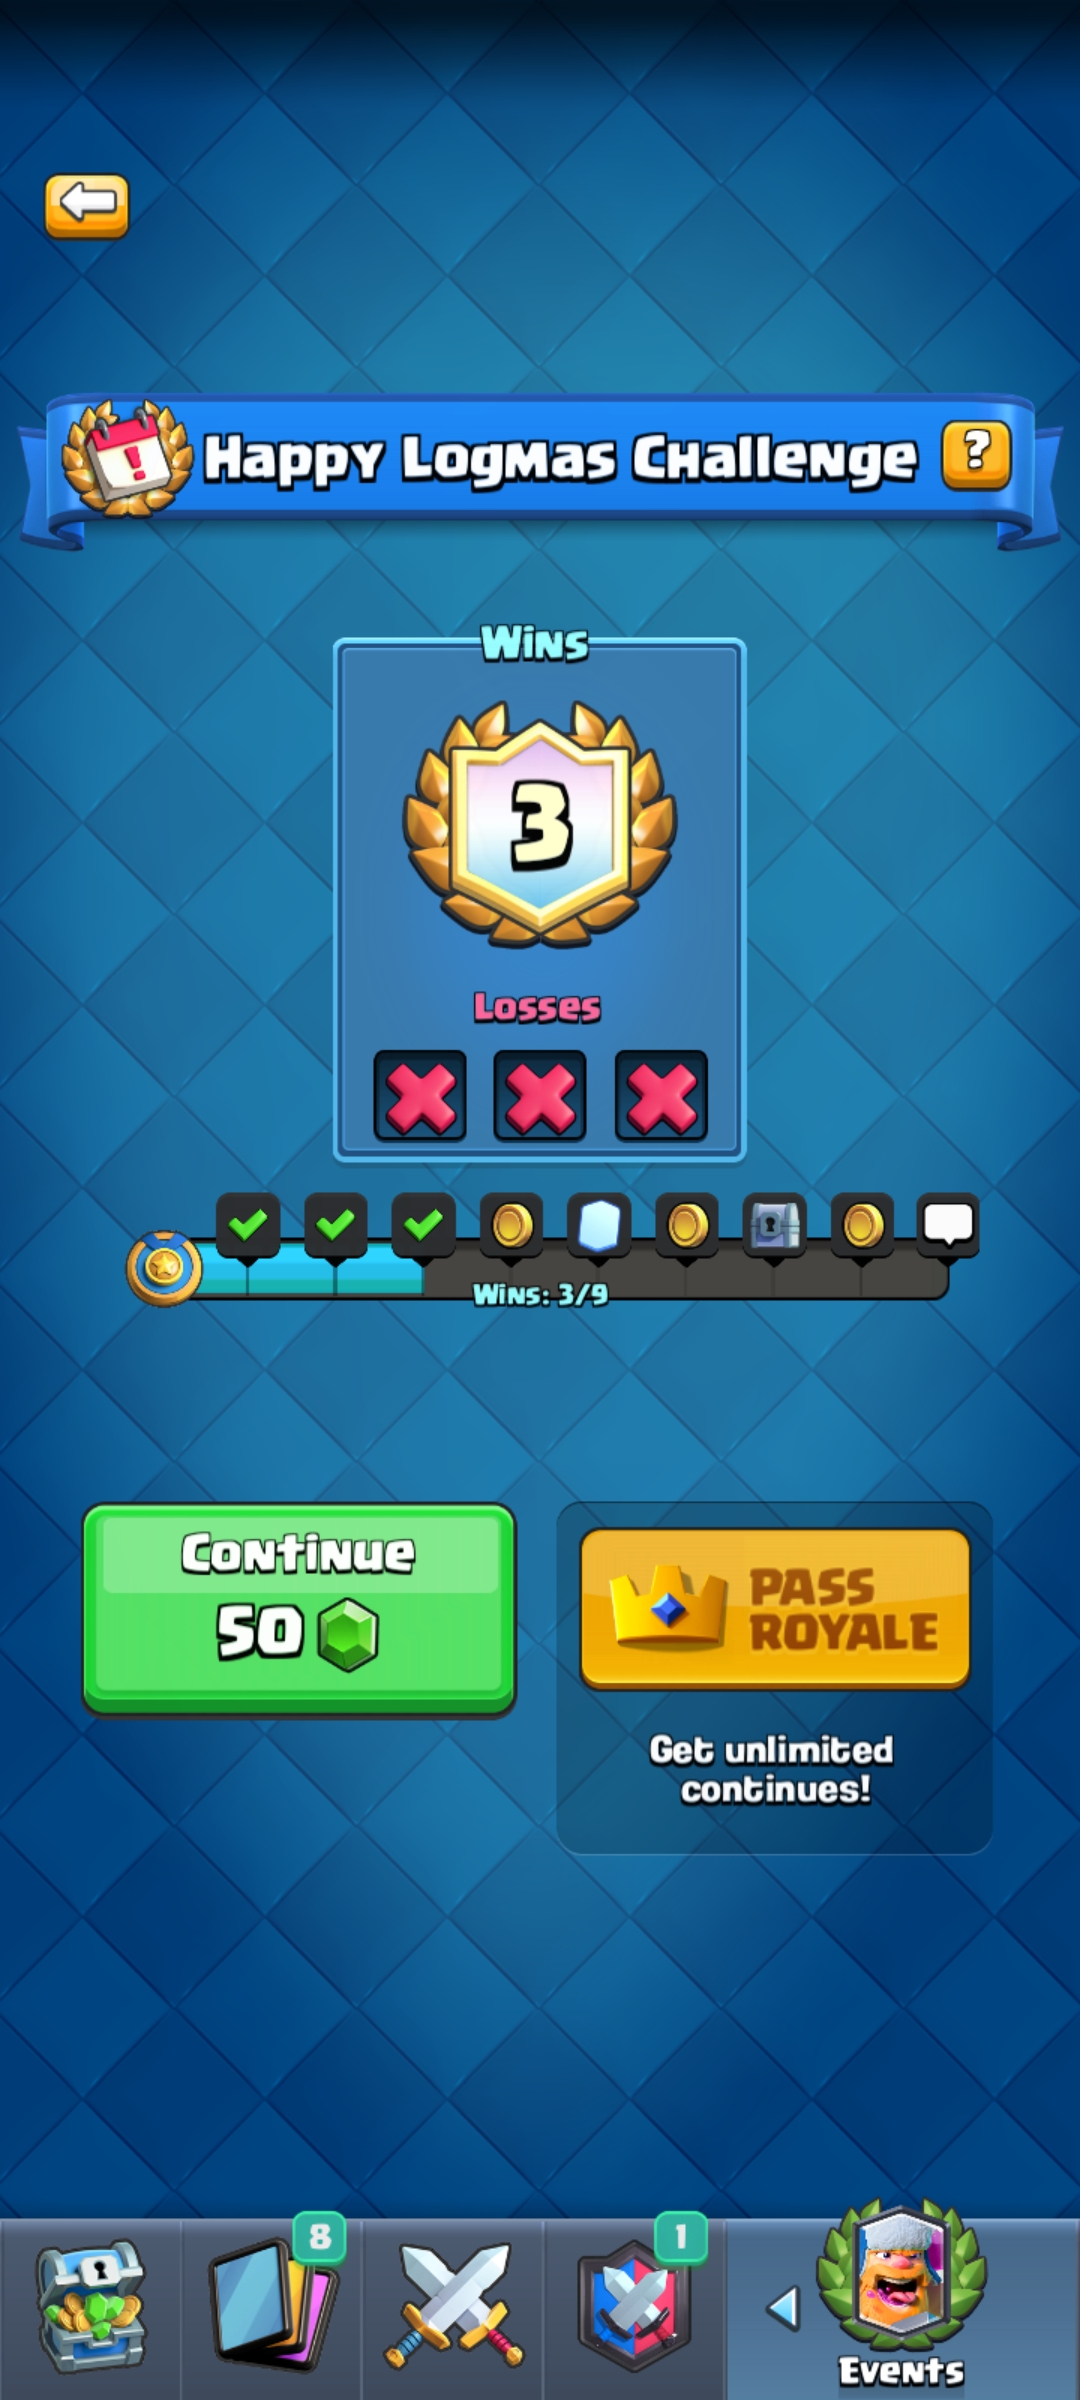 Happy Logmas Challenge
?
Wins
3
Losses
Wins: 3/9
Continue
50
PASS
ROYALE
Get unlimited
continues!
8
1
Events